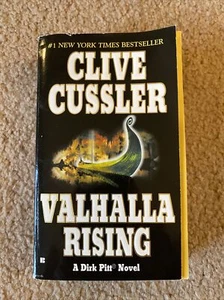 #1 NEW YORK TIMES BESTSELLER
CLIVE
CUSSLER
VALHALLA
RISING
A Dirk Pitt® Novel